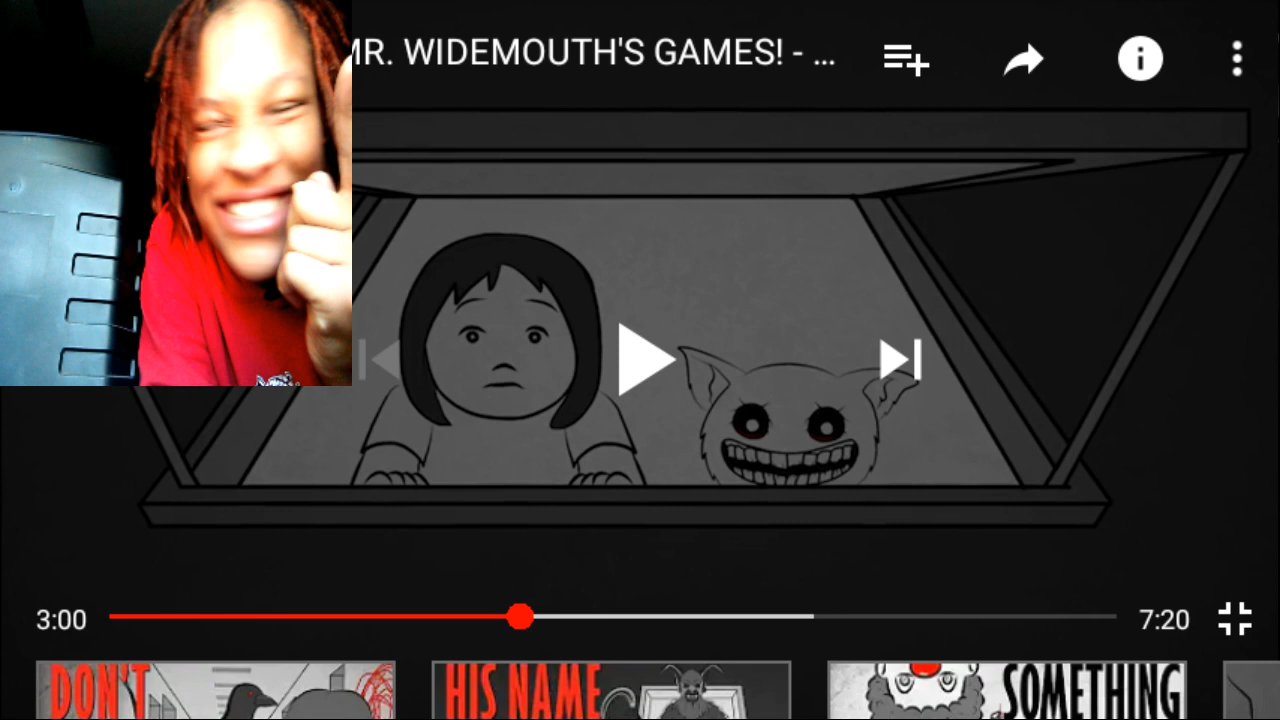 MR. WIDEMOUTH'S GAMES! - ...
3:00
7:20
DON'T
HIS NAME
SOMETHING